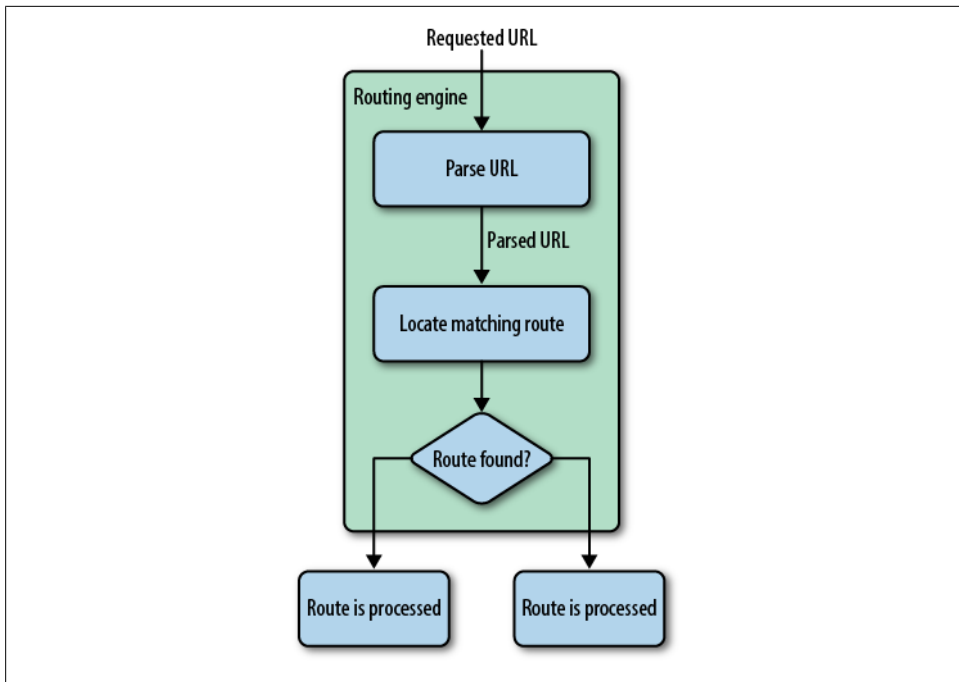 Requested URL
Routing engine
Parse URL
Parsed URL
Locate matching route
Route found?
Route is processed
Route is processed